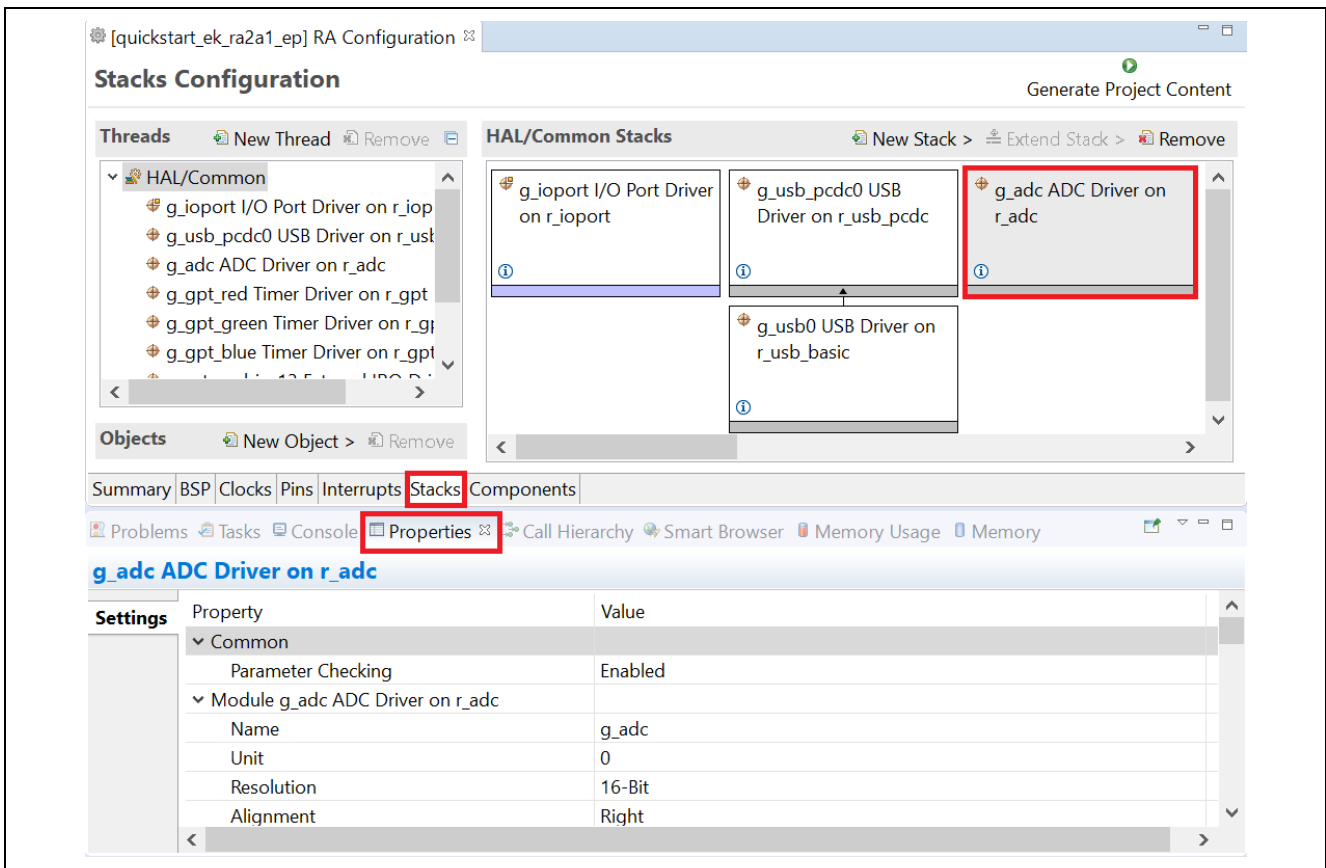 [quickstart_ek_ra2a1_ep] RA Configuration
Stacks Configuration
Generate Project Content
Threads
New Thread
Remove
HAL/Common
g_ioport I/O Port Driver on r_iop
g_usb_pcdc0 USB Driver on r_ust
g_adc ADC Driver on r_adc
g_gpt_red Timer Driver on r_gpt
g_gpt_green Timer Driver on r_gp
g_gpt_blue Timer Driver on r_gpt
Objects
New Object >
Remove
HAL/Common Stacks
New Stack >
Extend Stack >
Remove
g_ioport I/O Port Driver
on r_ioport
g_usb_pcdc0 USB
Driver on r_usb_pcdc
g_adc ADC Driver on
r_adc
g_usb0 USB Driver on
r_usb_basic
Summary BSP Clocks Pins Interrupts Stacks Components
Problems Tasks Console Properties Call Hierarchy Smart Browser Memory Usage Memory
g_adc ADC Driver on r_adc
Settings
Property Value
Common
Parameter Checking Enabled
Module g_adc ADC Driver on r_adc
Name g_adc
Unit 0
Resolution 16-Bit
Alignment Right